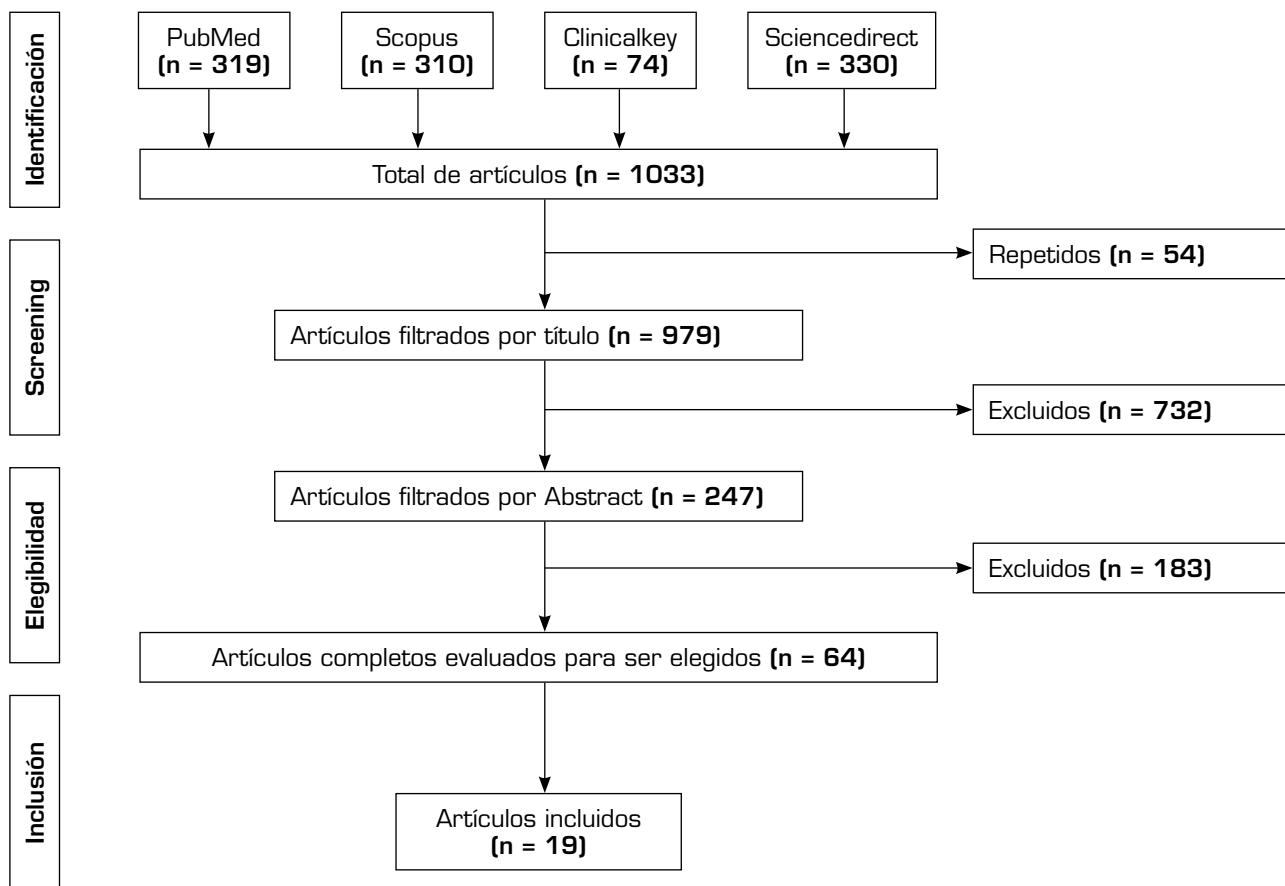 Identificación
PubMed
(n = 319)
Scopus
(n = 310)
Clinicalkey
(n = 74)
Sciencedirect
(n = 330)
Total de artículos (n = 1033)
Screening
Repetidos (n = 54)
Artículos filtrados por título (n = 979)
Excluidos (n = 732)
Elegibilidad
Artículos filtrados por Abstract (n = 247)
Excluidos (n = 183)
Artículos completos evaluados para ser elegidos (n = 64)
Inclusión
Artículos incluidos
(n = 19)